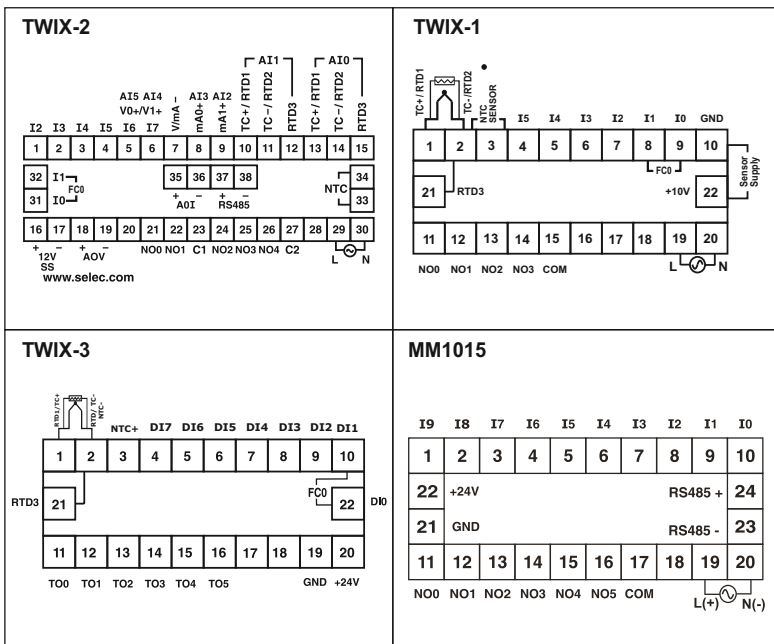 TWIX-2
AI1 AI0
AI5 AI4 V/mA – AI3 AI2 TC+/ RTD1 TC–/ RTD2 RTD3 TC+/ RTD1 TC–/ RTD2 RTD3
V0+/V1+ mA0+ mA1+
I2 I3 I4 I5 I6 I7
1 2 3 4 5 6 7 8 9 10 11 12 13 14 15
32 I1 35 36 37 38 34
FC0 + – + – NTC
31 I0 AOI RS485 33
16 17 18 19 20 21 22 23 24 25 26 27 28 29 30
+ – + – NO0 NO1 C1 NO2 NO3 NO4 C2
12V AOV L N
SS
www.selec.com
TWIX-1
TC+/ RTD1 TC-/RTD2 NTC SENSOR I5 I4 I3 I2 I1 I0 GND
1 2 3 4 5 6 7 8 9 10
FC0
21 RTD3 +10V 22 Sensor Supply
11 12 13 14 15 16 17 18 19 20
NO0 NO1 NO2 NO3 COM L N
TWIX-3
RTD1/TC+ RTD/ TC- NTC- NTC+ DI7 DI6 DI5 DI4 DI3 DI2 DI1
1 2 3 4 5 6 7 8 9 10
RTD3 21 FC0 22 DI0
11 12 13 14 15 16 17 18 19 20
TO0 TO1 TO2 TO3 TO4 TO5 GND +24V
MM1015
I9 I8 I7 I6 I5 I4 I3 I2 I1 I0
1 2 3 4 5 6 7 8 9 10
22 +24V RS485 + 24
21 GND RS485 - 23
11 12 13 14 15 16 17 18 19 20
NO0 NO1 NO2 NO3 NO4 NO5 COM L(+) N(-)